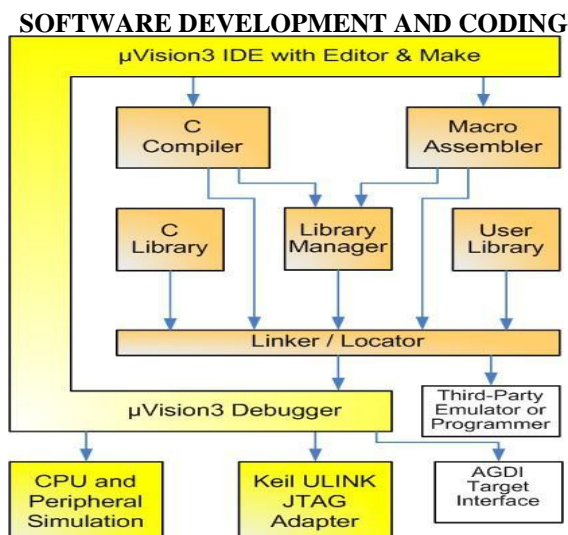 SOFTWARE DEVELOPMENT AND CODING
µVision3 IDE with Editor & Make
C
Compiler
Macro
Assembler
C
Library
Library
Manager
User
Library
Linker / Locator
µVision3 Debugger
Third-Party
Emulator or
Programmer
CPU and
Peripheral
Simulation
Keil ULINK
JTAG
Adapter
AGDI
Target
Interface